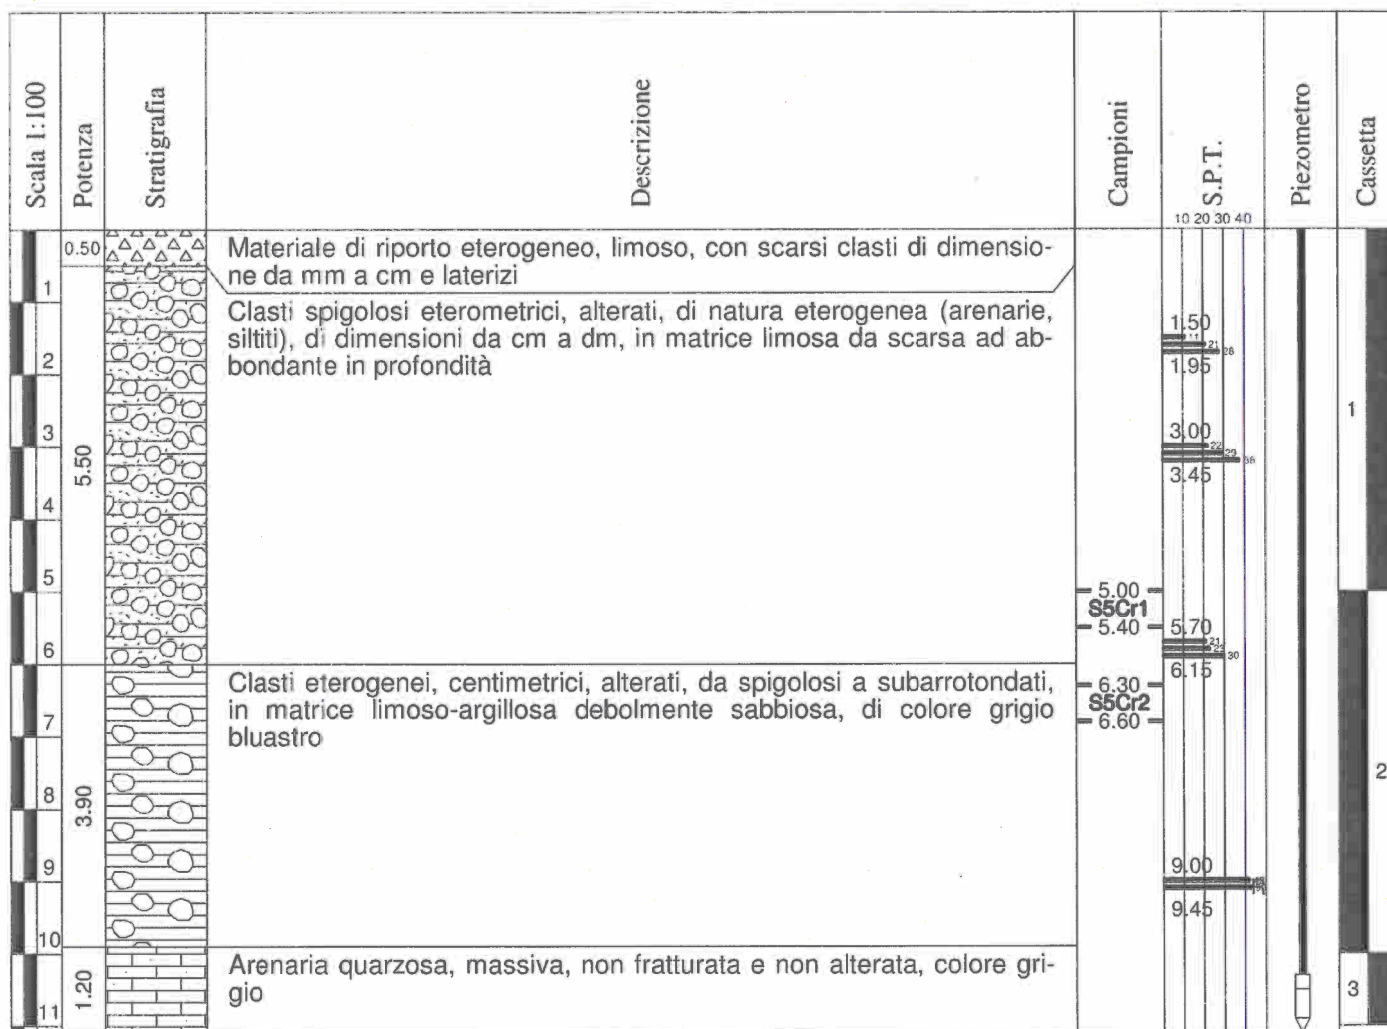 Scala 1:100
Potenza
Stratigrafia
Descrizione
Campioni
S.P.T.
Piezometro
Cassetta
10 20 30 40
0.50
Materiale di riporto eterogeneo, limoso, con scarsi clasti di dimensio-
ne da mm a cm e laterizi
1
Clasti spigolosi eterometrici, alterati, di natura eterogenea (arenarie,
siltiti), di dimensioni da cm a dm, in matrice limosa da scarsa ad ab-
bondante in profondità
1.50
11
21
28
1.95
2
3
4
5
6
5.50
3.00
22
29
38
3.45
1
5.00
S5Cr1
5.40
5.70
21
23
30
6.15
Clasti eterogenei, centimetrici, alterati, da spigolosi a subarrotondati,
in matrice limoso-argillosa debolmente sabbiosa, di colore grigio
bluastro
6.30
S5Cr2
6.60
7
8
9
10
3.90
2
9.00
9.45
Arenaria quarzosa, massiva, non fratturata e non alterata, colore gri-
gio
1.20
11
3